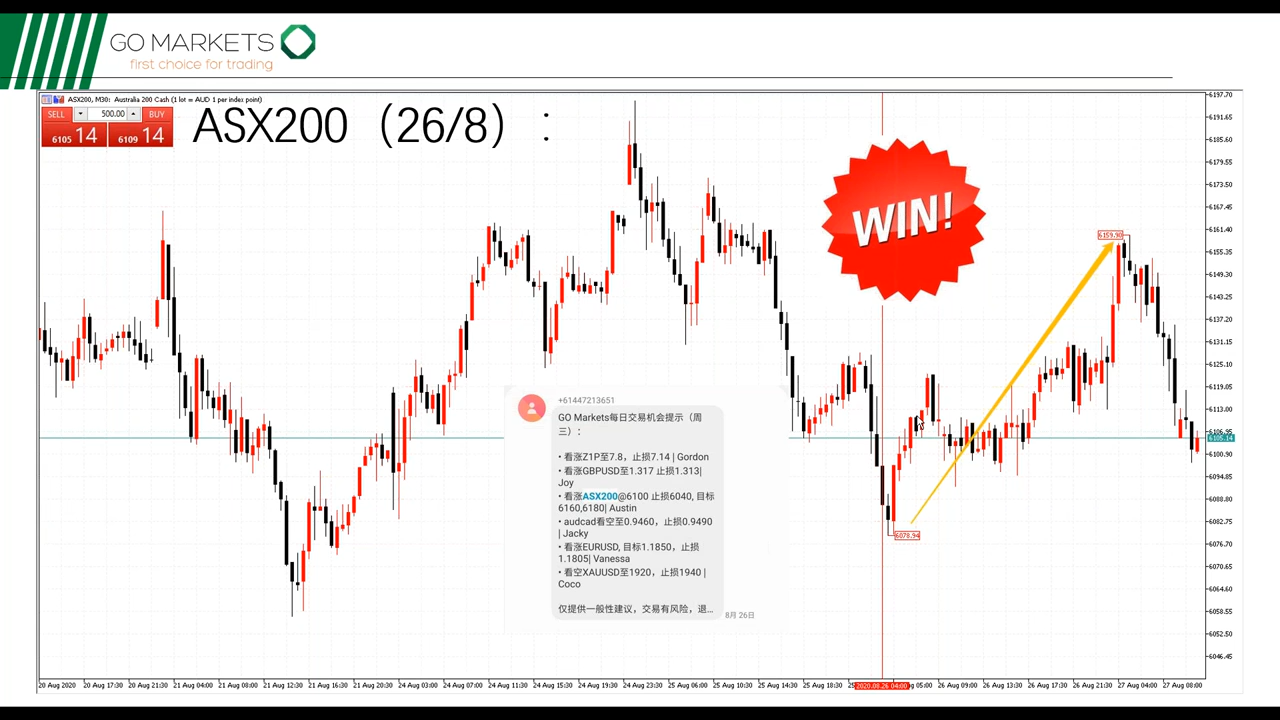 GO MARKETS
first choice for trading
ASX200, M30: Australia 200 Cash (1 lot = AUD 1 per index point)
SELL 500.00 BUY
6105 14 6109 14
ASX200（26/8）：
WIN!
6159.90
6078.94
+61447213651
GO Markets每日交易机会提示（周
三）：
• 看涨Z1P至7.8，止损7.14 | Gordon
• 看涨GBPUSD至1.317 止损1.313|
Joy
• 看涨ASX200@6100 止损6040, 目标
6160,6180| Austin
• audcad看空至0.9460，止损0.9490
| Jacky
• 看涨EURUSD, 目标1.1850，止损
1.1805| Vanessa
• 看空XAUUSD至1920，止损1940 |
Coco
仅提供一般性建议，交易有风险，退...
8月 26日
6197.70
6191.65
6185.60
6179.55
6173.50
6167.45
6161.40
6155.35
6149.30
6143.25
6137.20
6131.15
6125.10
6119.05
6113.00
6106.95
6105.14
6100.90
6094.85
6088.80
6082.75
6076.70
6070.65
6064.60
6058.55
6052.50
6046.45
20 Aug 2020 20 Aug 17:30 20 Aug 21:30 21 Aug 04:30 21 Aug 08:30 21 Aug 12:30 21 Aug 16:30 21 Aug 20:30 24 Aug 03:30 24 Aug 07:30 24 Aug 11:30 24 Aug 15:30 24 Aug 19:30 24 Aug 23:30 25 Aug 06:30 25 Aug 10:30 25 Aug 14:30 25 Aug 18:30 2020.08.26 04:00 26 Aug 09:30 26 Aug 13:30 26 Aug 17:30 26 Aug 21:30 27 Aug 04:00 27 Aug 08:00